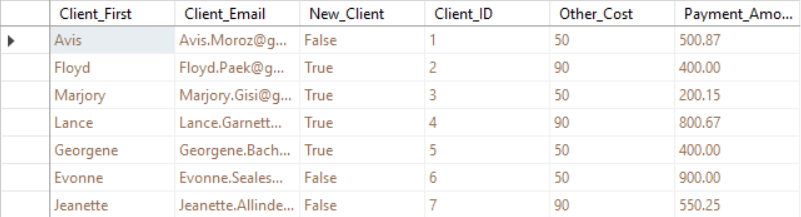 Client_First Client_Email New_Client Client_ID Other_Cost Payment_Amo...
Avis Avis.Moroz@g... False 1 50 500.87
Floyd Floyd.Paek@g... True 2 90 400.00
Marjory Marjory.Gisi@g... True 3 50 200.15
Lance Lance.Garnett... True 4 90 800.67
Georgene Georgene.Bach... True 5 50 400.00
Evonne Evonne.Seales... False 6 50 900.00
Jeanette Jeanette.Allinde... False 7 90 550.25